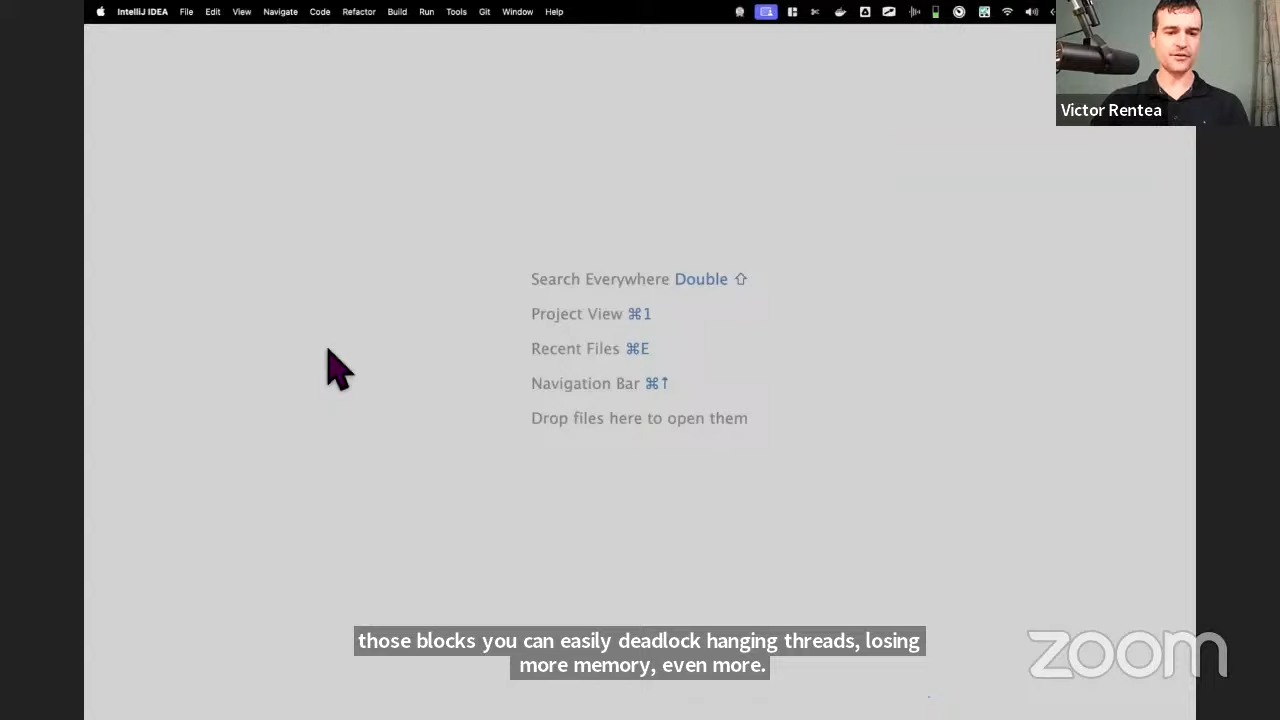 IntelliJ IDEA File Edit View Navigate Code Refactor Build Run Tools Git Window Help
Victor Rentea
Search Everywhere Double ⇧
Project View ⌘1
Recent Files ⌘E
Navigation Bar ⌘↑
Drop files here to open them
those blocks you can easily deadlock hanging threads, losing
more memory, even more.
zoom